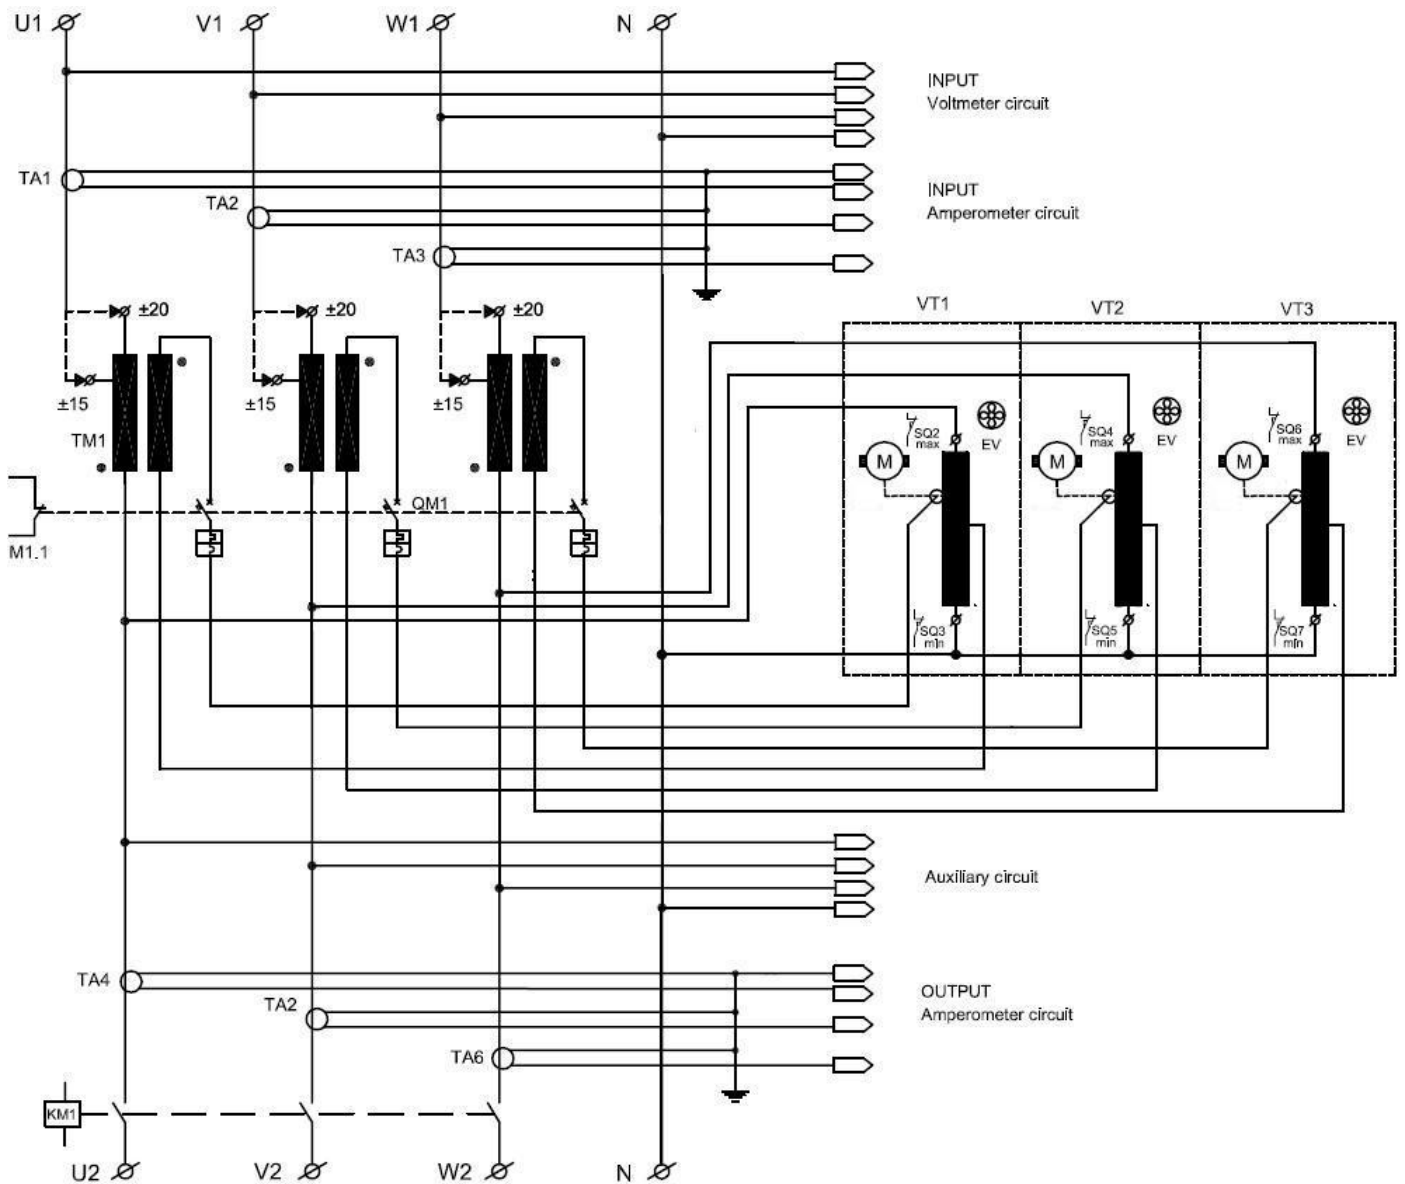 U1 V1 W1 N
INPUT
Voltmeter circuit
TA1
TA2
INPUT
Amperometer circuit
TA3
±20 ±20 ±20
VT1 VT2 VT3
±15 ±15 ±15
TM1
SQ2
max
EV
SQ4
max
EV
SQ6
max
EV
M M M
QM1
M1.1
SQ3
min
SQ5
min
SQ7
min
Auxiliary circuit
TA4
TA2
OUTPUT
Amperometer circuit
TA6
KM1
U2 V2 W2 N